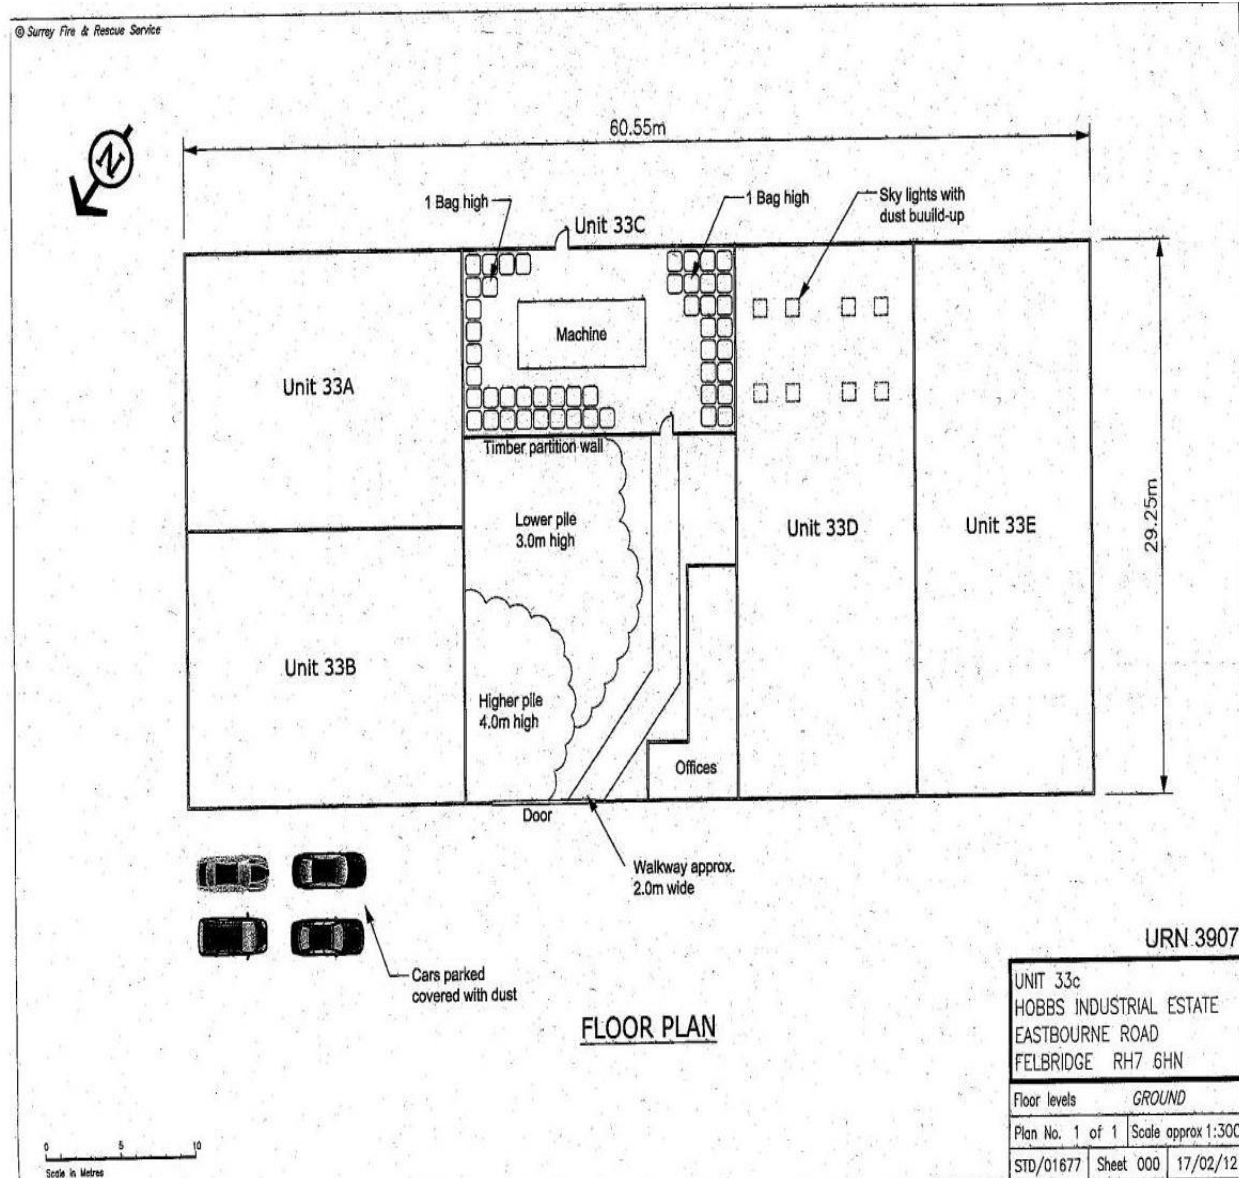 © Surrey Fire & Rescue Service
60.55m
N
1 Bag high
1 Bag high
Sky lights with
dust buuild-up
Unit 33C
Machine
Unit 33A
Timber partition wall
Lower pile
3.0m high
Unit 33D
Unit 33E
29.25m
Unit 33B
Higher pile
4.0m high
Offices
Door
Walkway approx.
2.0m wide
Cars parked
covered with dust
FLOOR PLAN
URN 3907
UNIT 33c
HOBBS INDUSTRIAL ESTATE
EASTBOURNE ROAD
FELBRIDGE RH7 6HN
Floor levels GROUND
Plan No. 1 of 1 Scale approx 1:300
STD/01677 Sheet 000 17/02/12
0 5 10
Scale in Metres